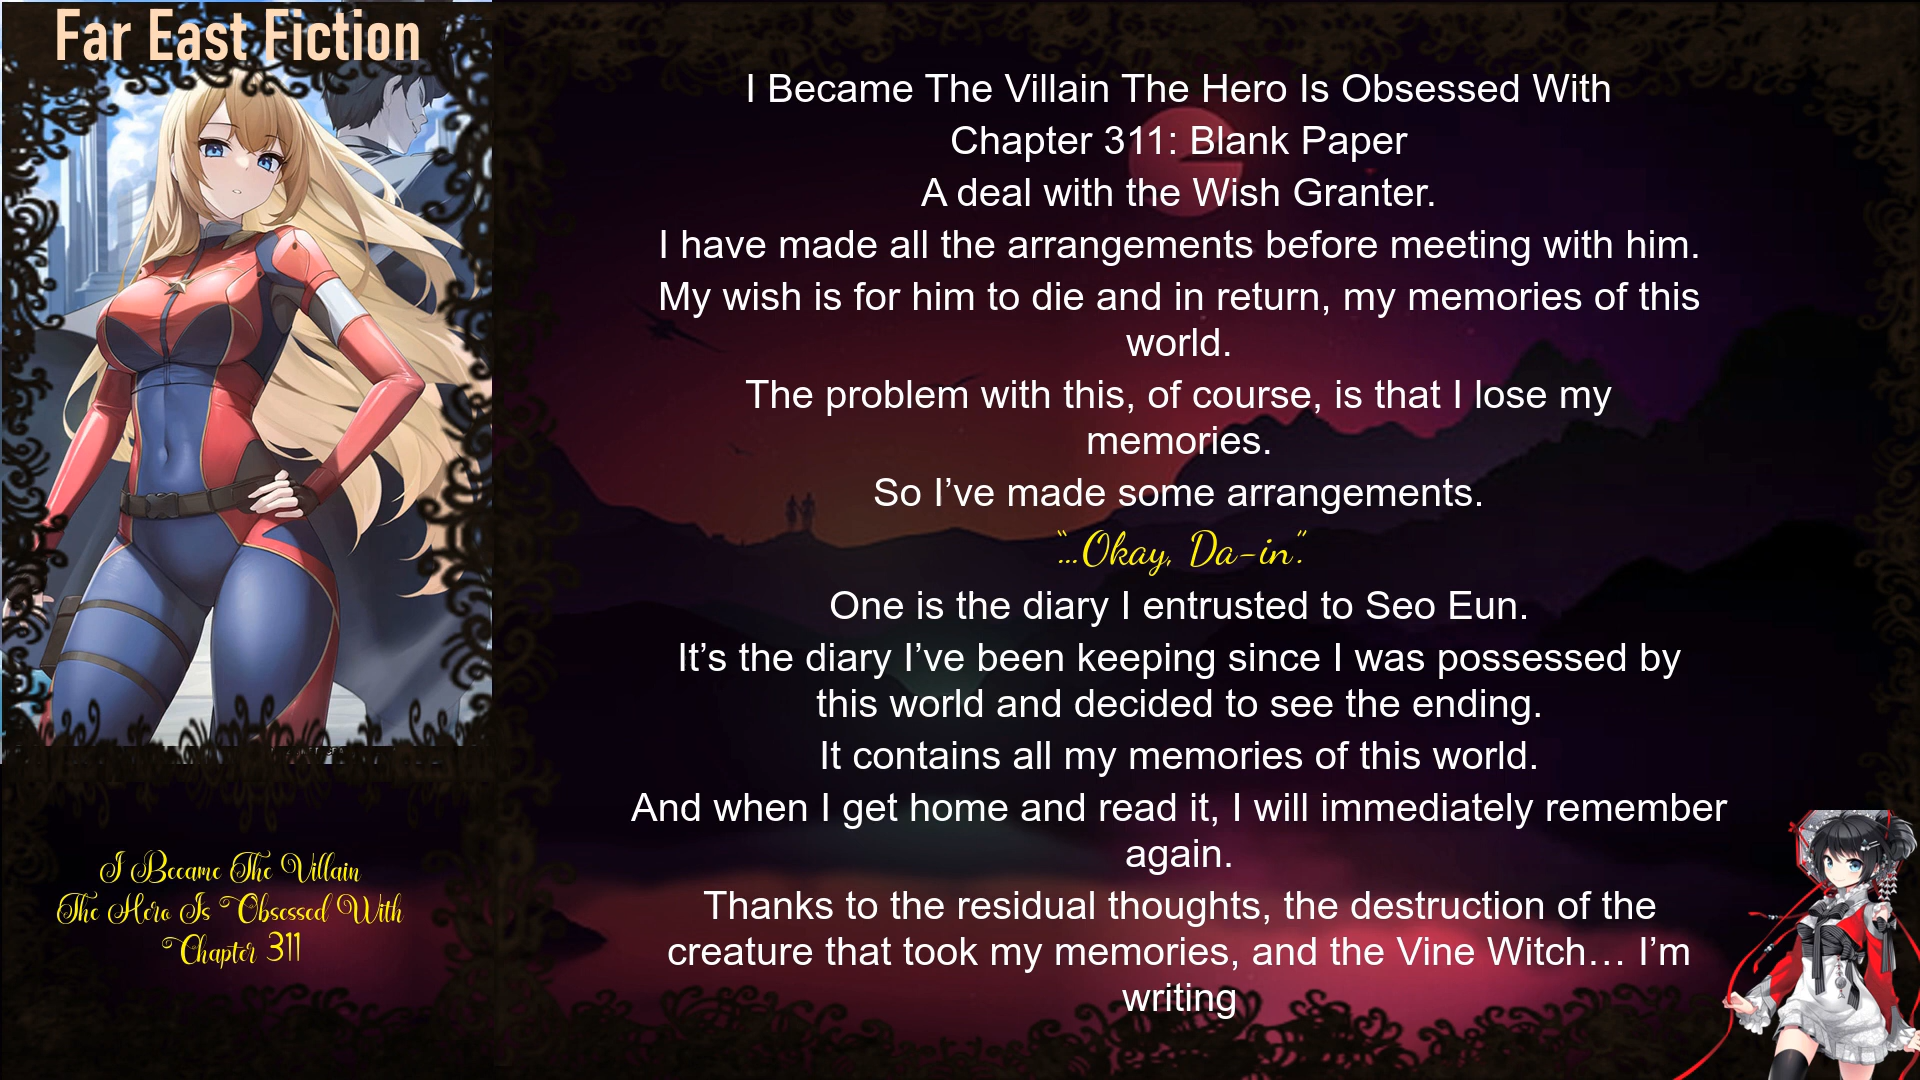 Far East Fiction
I Became The Villain The Hero Is Obsessed With
Chapter 311: Blank Paper
A deal with the Wish Granter.
I have made all the arrangements before meeting with him.
My wish is for him to die and in return, my memories of this
world.
The problem with this, of course, is that I lose my
memories.
So I’ve made some arrangements.
“…Okay, Da-in”.
One is the diary I entrusted to Seo Eun.
It’s the diary I’ve been keeping since I was possessed by
this world and decided to see the ending.
It contains all my memories of this world.
And when I get home and read it, I will immediately remember
again.
Thanks to the residual thoughts, the destruction of the
creature that took my memories, and the Vine Witch… I’m
writing
I Became The Villain
The Hero Is Obsessed With
Chapter 311